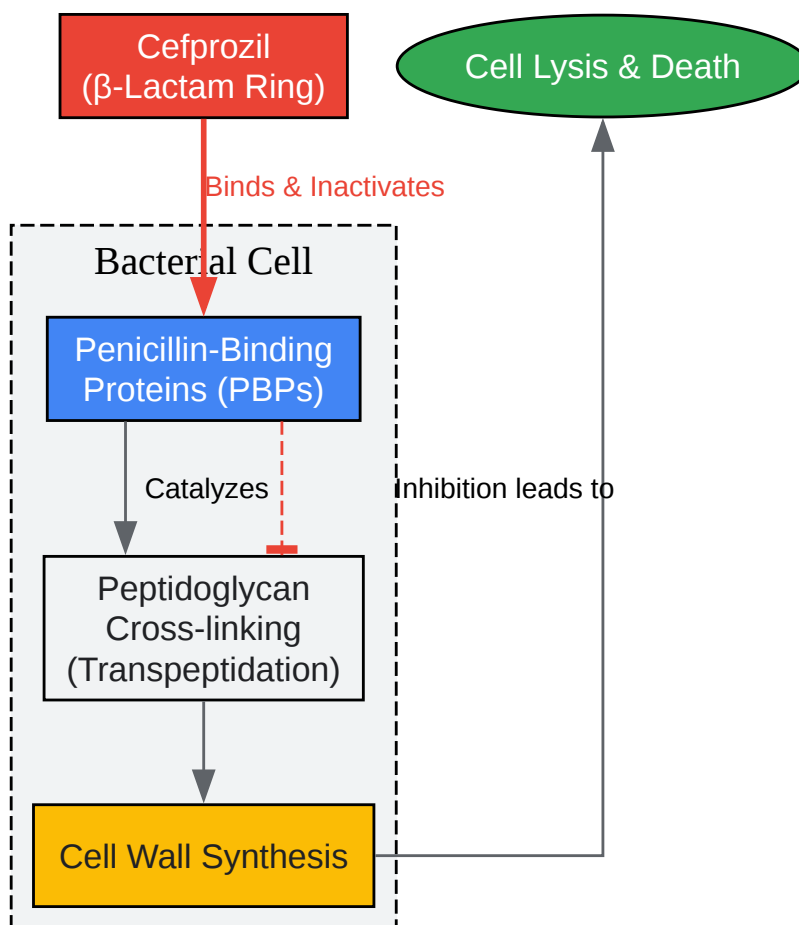 Cefprozil
(β-Lactam Ring)
Cell Lysis & Death
Binds & Inactivates
Bacterial Cell
Penicillin-Binding
Proteins (PBPs)
Catalyzes
Inhibition leads to
Peptidoglycan
Cross-linking
(Transpeptidation)
Cell Wall Synthesis